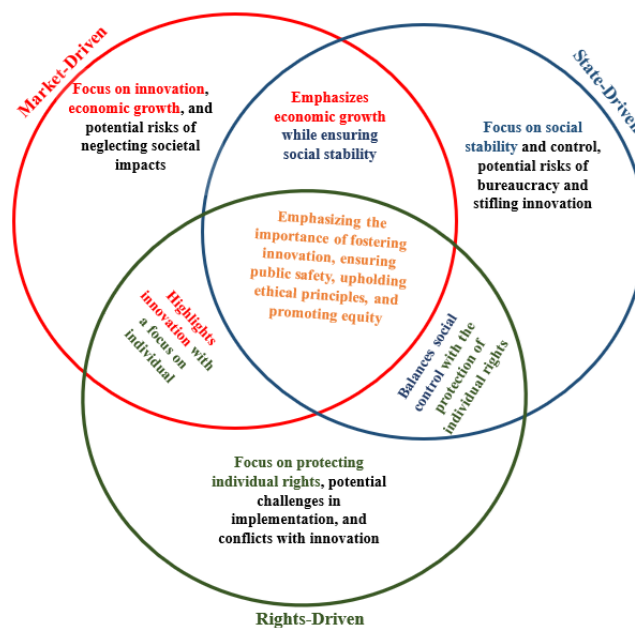 Market-Driven
State-Driven
Focus on innovation,
economic growth, and
potential risks of
neglecting societal
impacts
Emphasizes
economic growth
while ensuring
social stability
Focus on social
stability and control,
potential risks of
bureaucracy and
stifling innovation
Emphasizing the
importance of fostering
innovation, ensuring
public safety, upholding
ethical principles, and
promoting equity
Highlights
innovation with
a focus on
individual
Balances social
control with the
protection of
individual rights
Focus on protecting
individual rights, potential
challenges in
implementation, and
conflicts with innovation
Rights-Driven